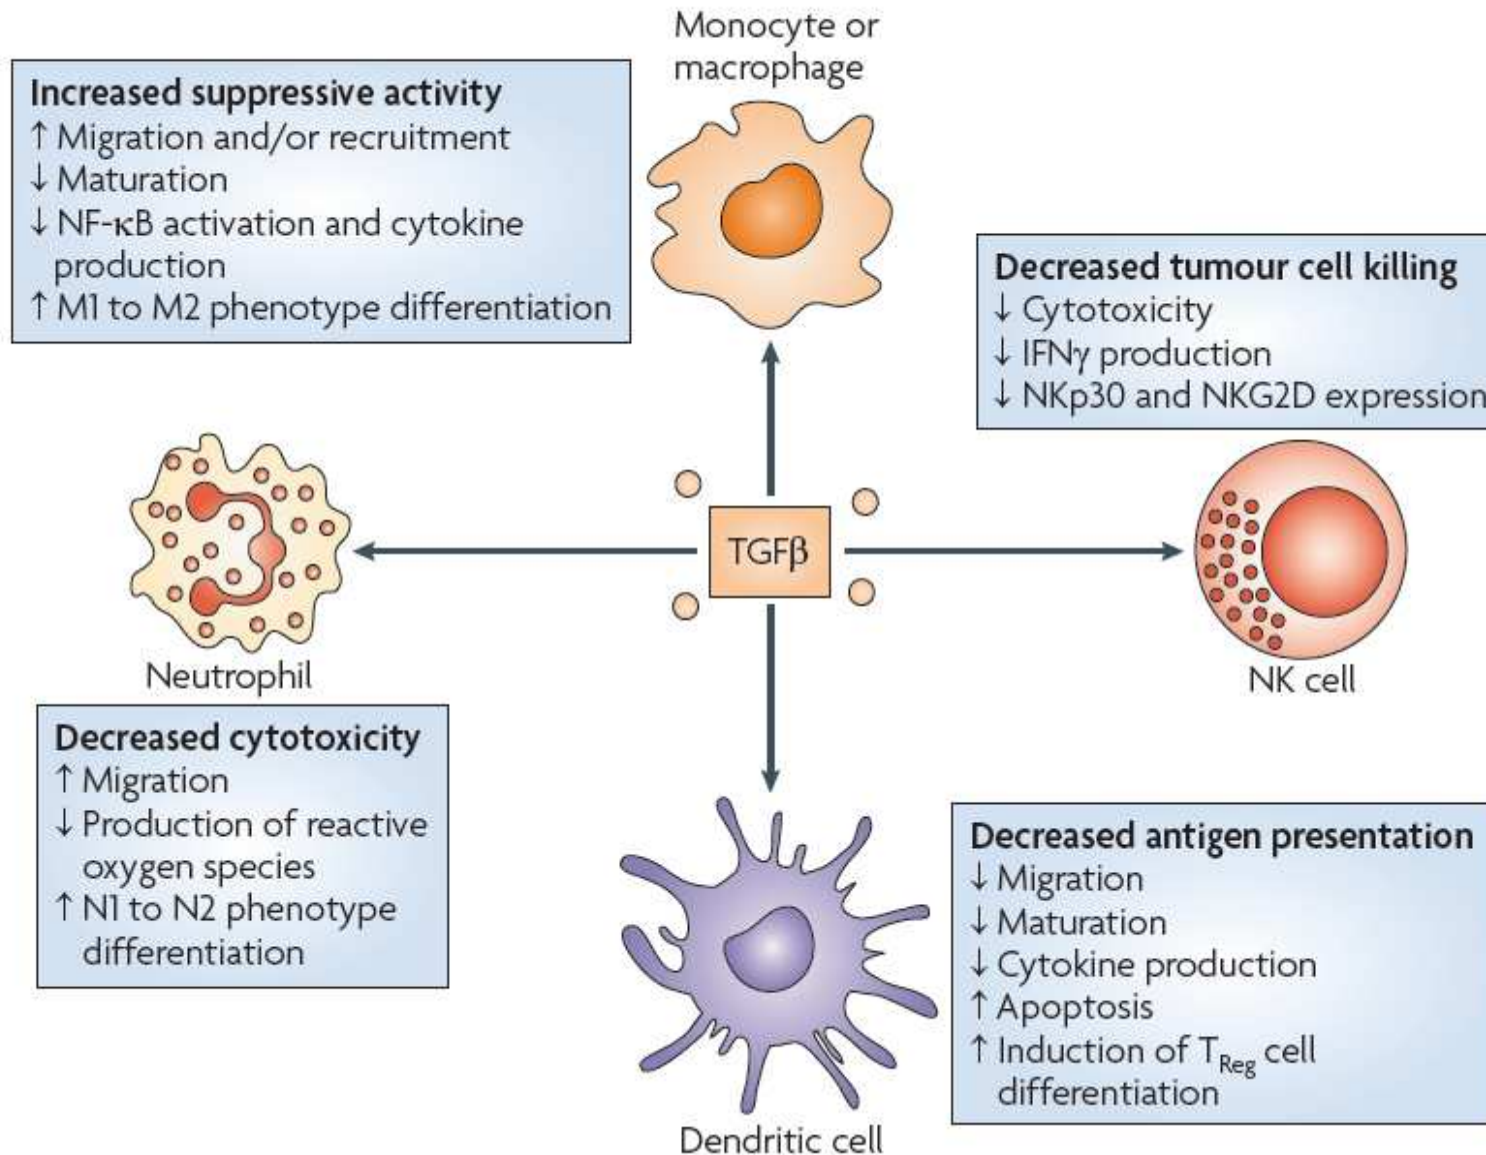 Monocyte or
macrophage
Increased suppressive activity
↑ Migration and/or recruitment
↓ Maturation
↓ NF-κB activation and cytokine
production
↑ M1 to M2 phenotype differentiation
Decreased tumour cell killing
↓ Cytotoxicity
↓ IFNγ production
↓ NKp30 and NKG2D expression
TGFβ
Neutrophil
NK cell
Decreased cytotoxicity
↑ Migration
↓ Production of reactive
oxygen species
↑ N1 to N2 phenotype
differentiation
Decreased antigen presentation
↓ Migration
↓ Maturation
↓ Cytokine production
↑ Apoptosis
↑ Induction of TReg cell
differentiation
Dendritic cell